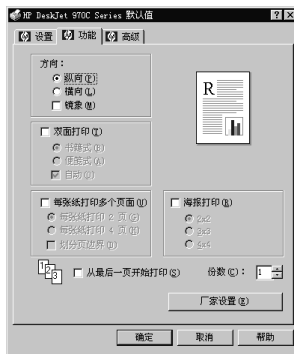 HP DeskJet 970C Series 默认值
设置 功能 高级
方向:
纵向(P)
横向(L)
镜象(M)
R
双面打印(T)
书籍式(B)
便笺式(A)
自动(U)
每张纸打印多个页面(U)
每张纸打印 2 页(2)
每张纸打印 4 页(4)
划分页边界(D)
海报打印(R)
2x2
3x3
4x4
1 2 3
从最后一页开始打印(S)
份数(C): 1
厂家设置(E)
确定 取消 帮助